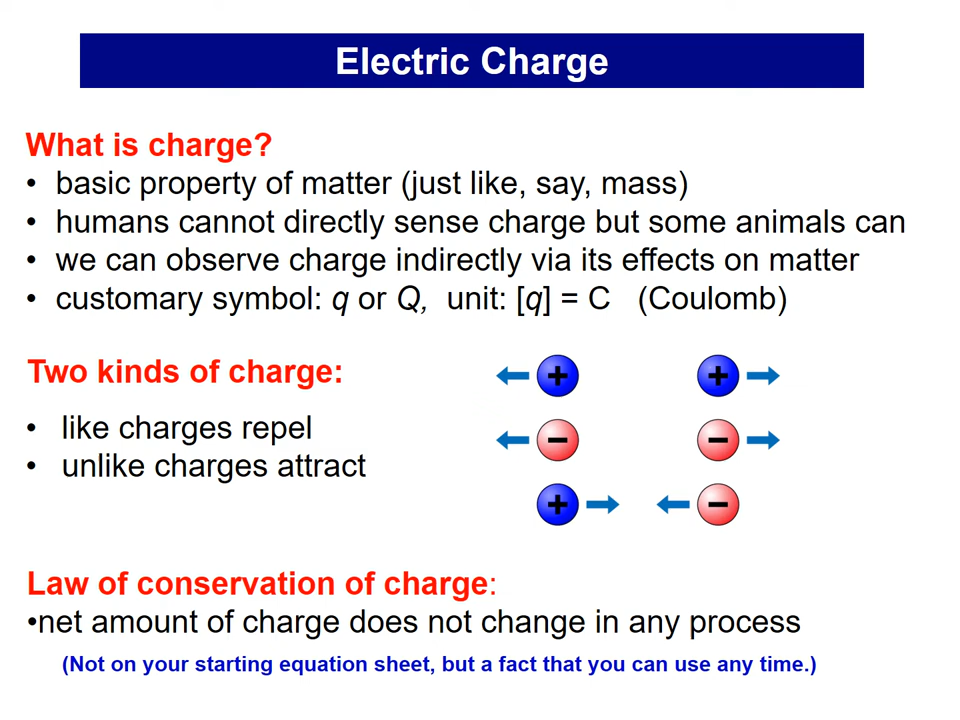 Electric Charge
What is charge?
• basic property of matter (just like, say, mass)
• humans cannot directly sense charge but some animals can
• we can observe charge indirectly via its effects on matter
• customary symbol: q or Q, unit: [q] = C (Coulomb)
Two kinds of charge:
+ +
• like charges repel
− −
• unlike charges attract
+ −
Law of conservation of charge:
•net amount of charge does not change in any process
(Not on your starting equation sheet, but a fact that you can use any time.)